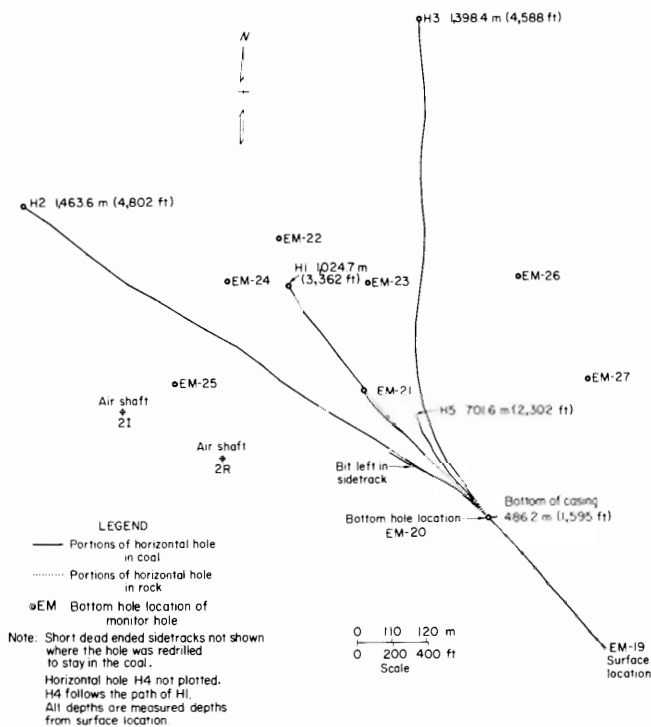 H3 1,398.4 m (4,588 ft)
N
H2 1,463.6 m (4,802 ft)
EM-22
H1 1,024.7 m
(3,362 ft)
EM-24
EM-23
EM-26
EM-25
EM-21
EM-27
Air shaft
2I
H5 701.6 m (2,302 ft)
Air shaft
2R
Bit left in
sidetrack
Bottom of casing
486.2 m (1,595 ft)
Bottom hole location
EM-20
LEGEND
Portions of horizontal hole
in coal
Portions of horizontal hole
in rock
EM Bottom hole location of
monitor hole
Note: Short dead ended sidetracks not shown
where the hole was redrilled
to stay in the coal.
Horizontal hole H4 not plotted.
H4 follows the path of H1.
All depths are measured depths
from surface location.
0 110 120 m
0 200 400 ft
Scale
EM-19
Surface
location